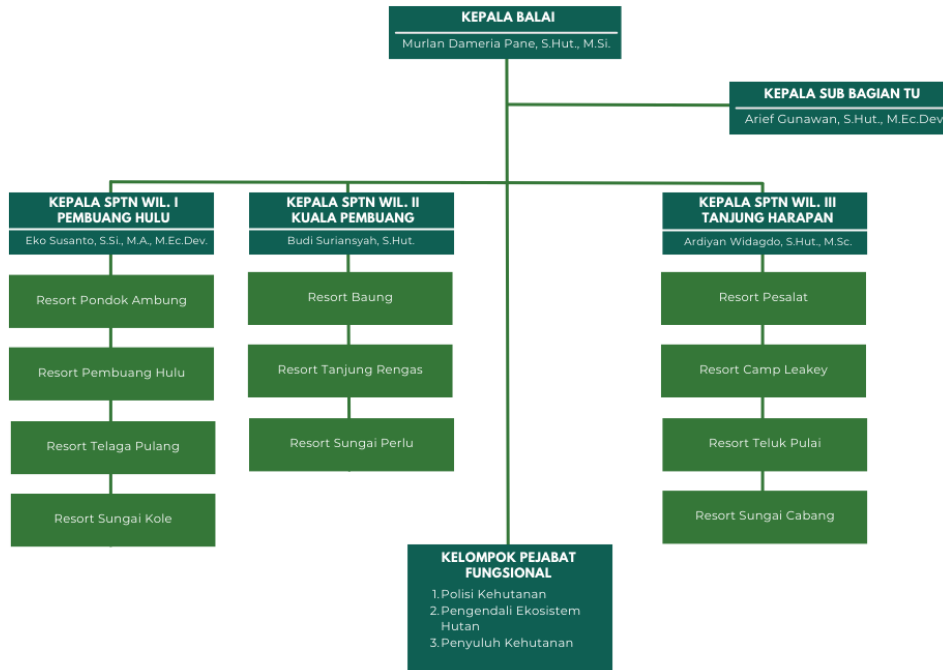 KEPALA BALAI
Murlan Dameria Pane, S.Hut., M.Si.
KEPALA SUB BAGIAN TU
Arief Gunawan, S.Hut., M.Ec.Dev
KEPALA SPTN WIL. I
PEMBUANG HULU
Eko Susanto, S.Si., M.A., M.Ec.Dev.
Resort Pondok Ambung
Resort Pembuang Hulu
Resort Telaga Pulang
Resort Sungai Kole
KEPALA SPTN WIL. II
KUALA PEMBUANG
Budi Suriansyah, S.Hut.
Resort Baung
Resort Tanjung Rengas
Resort Sungai Perlu
KEPALA SPTN WIL. III
TANJUNG HARAPAN
Ardiyan Widagdo, S.Hut., M.Sc.
Resort Pesalat
Resort Camp Leakey
Resort Teluk Pulai
Resort Sungai Cabang
KELOMPOK PEJABAT
FUNGSIONAL
1. Polisi Kehutanan
2. Pengendali Ekosistem
Hutan
3. Penyuluh Kehutanan